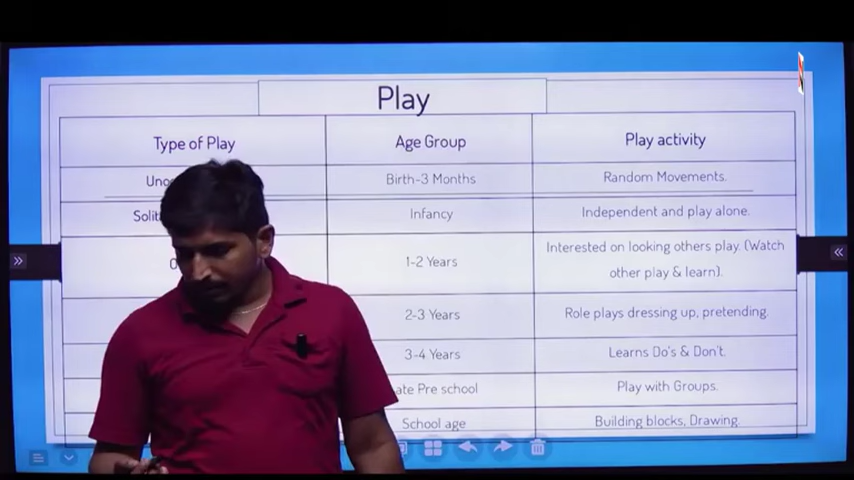 Play
Type of Play Age Group Play activity
Birth-3 Months Random Movements.
Infancy Independent and play alone.
1-2 Years Interested on looking others play. (Watch
other play & learn).
2-3 Years Role plays dressing up, pretending.
3-4 Years Learns Do's & Don't.
Pre school Play with Groups.
School age Building blocks, Drawing.